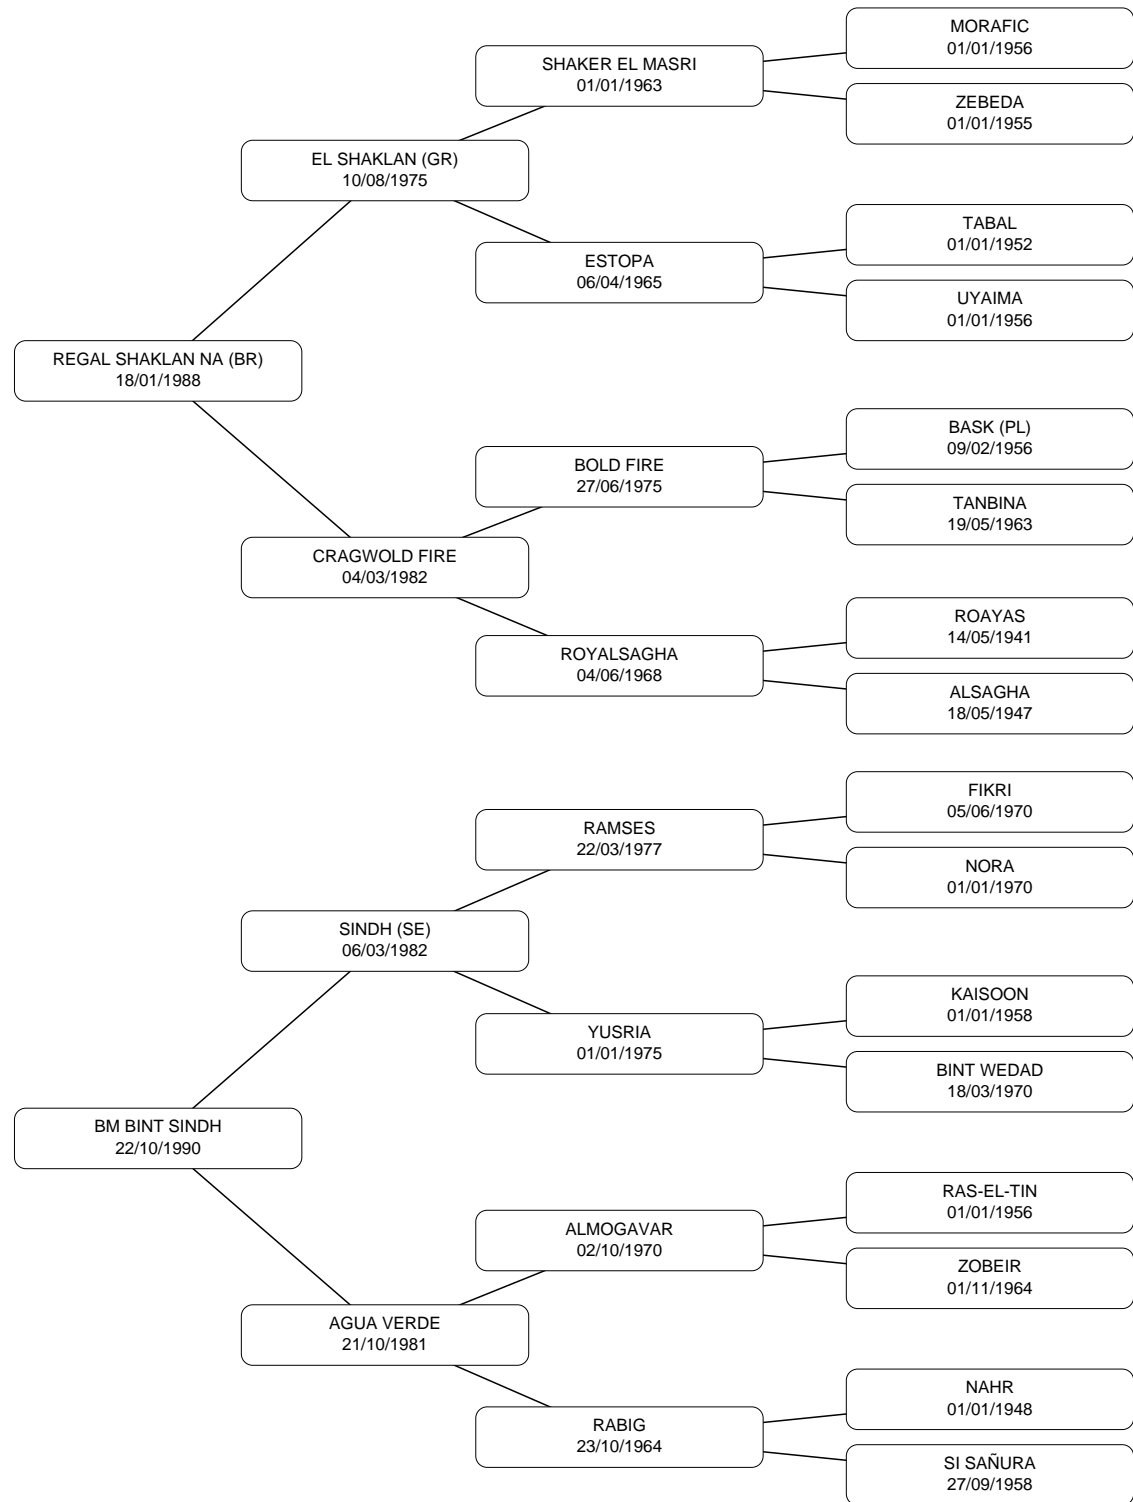 MORAFIC
01/01/1956
SHAKER EL MASRI
01/01/1963
ZEBEDA
01/01/1955
EL SHAKLAN (GR)
10/08/1975
TABAL
01/01/1952
ESTOPA
06/04/1965
UYAIMA
01/01/1956
REGAL SHAKLAN NA (BR)
18/01/1988
BASK (PL)
09/02/1956
BOLD FIRE
27/06/1975
TANBINA
19/05/1963
CRAGWOLD FIRE
04/03/1982
ROAYAS
14/05/1941
ROYALSAGHA
04/06/1968
ALSAGHA
18/05/1947
FIKRI
05/06/1970
RAMSES
22/03/1977
NORA
01/01/1970
SINDH (SE)
06/03/1982
KAISOON
01/01/1958
YUSRIA
01/01/1975
BINT WEDAD
18/03/1970
BM BINT SINDH
22/10/1990
RAS-EL-TIN
01/01/1956
ALMOGAVAR
02/10/1970
ZOBEIR
01/11/1964
AGUA VERDE
21/10/1981
NAHR
01/01/1948
RABIG
23/10/1964
SI SAÑURA
27/09/1958